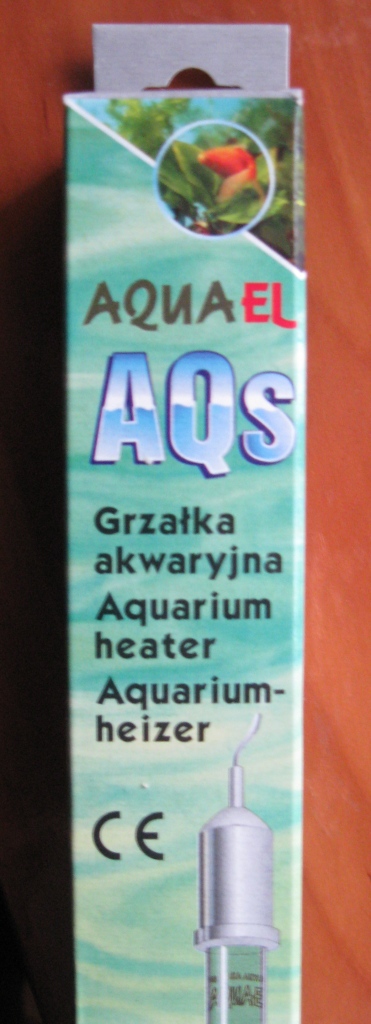 AQUAEL
AQs
Grzałka
akwaryjna
Aquarium
heater
Aquarium-
heizer
CE